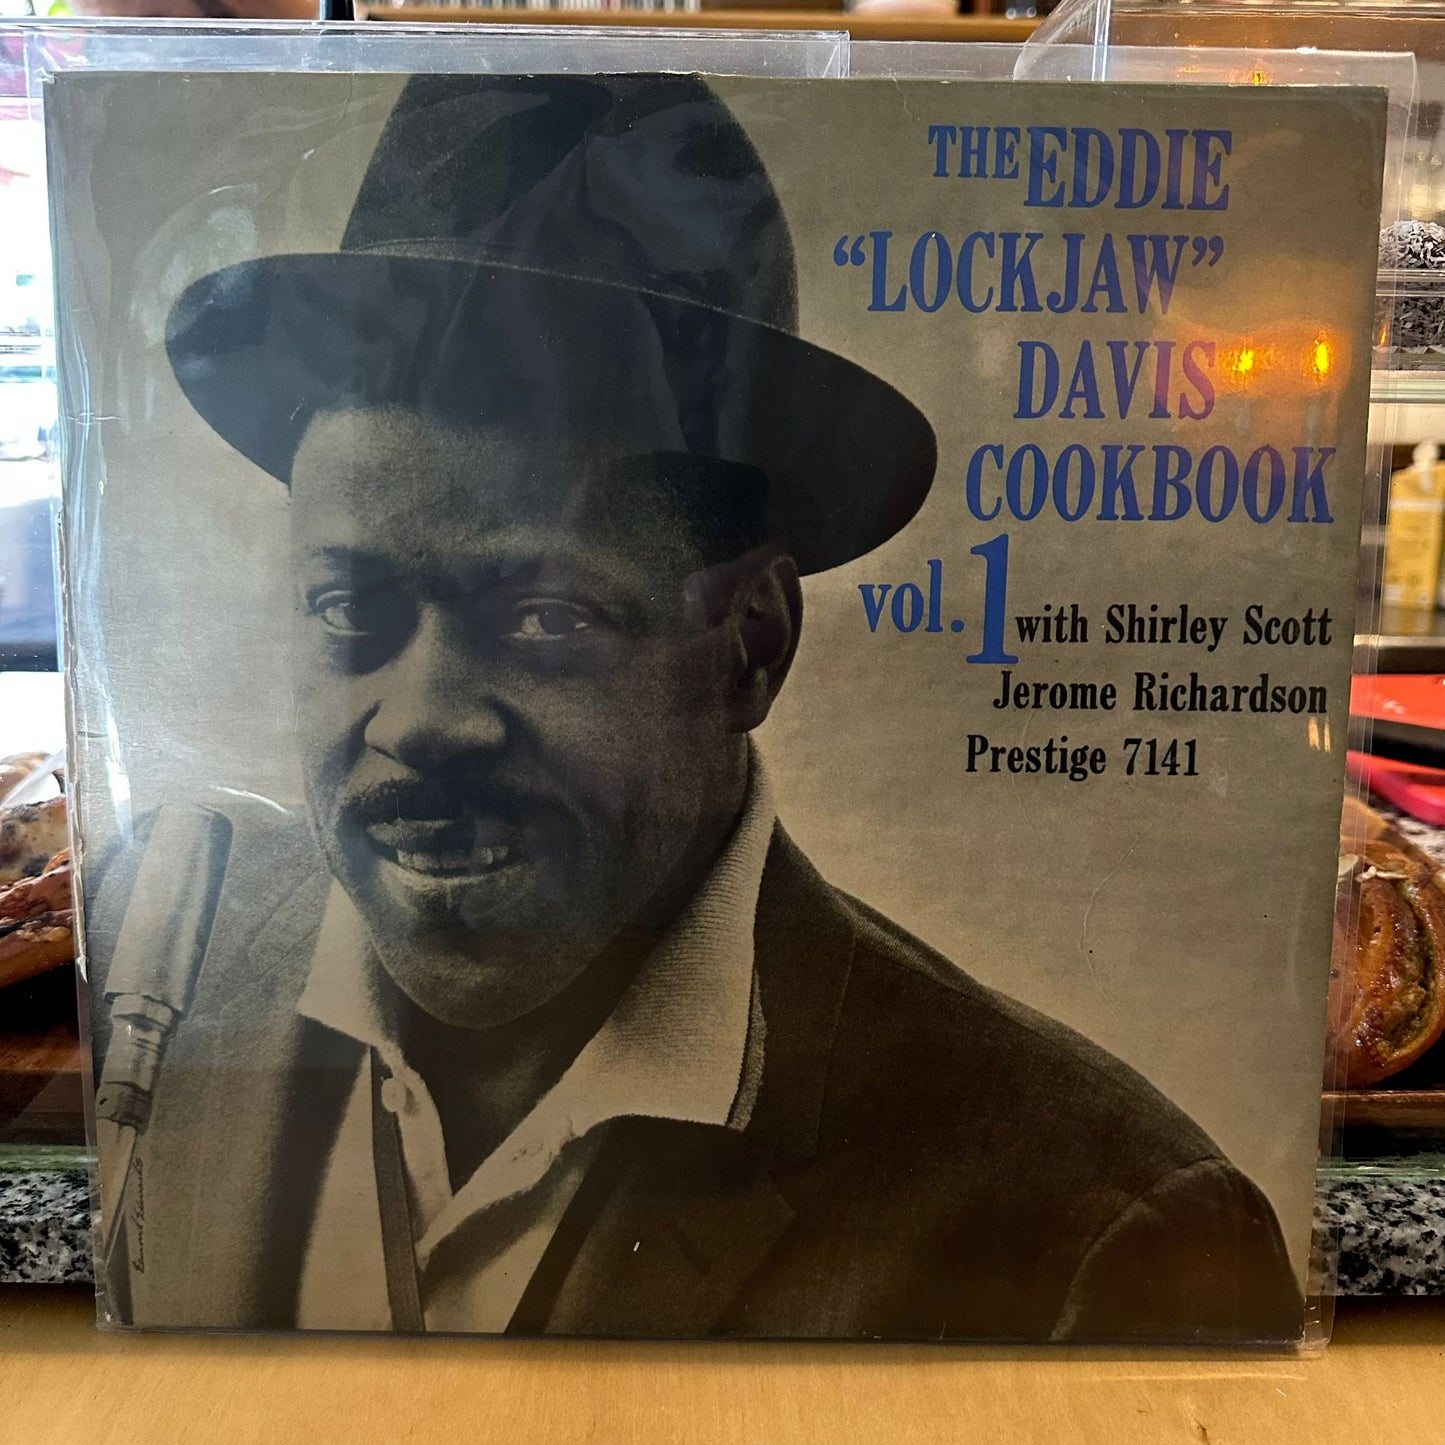 THE EDDIE
“LOCKJAW”
DAVIS
COOKBOOK
vol. 1 with Shirley Scott
Jerome Richardson
Prestige 7141